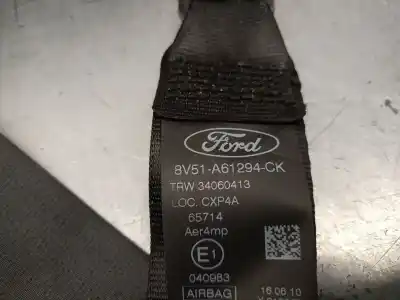 Ford
8V51-A61294-CK
TRW 34060413
LOC. CXP4A
65714
Aer4mp
E1
040983
AIRBAG
16.06.10